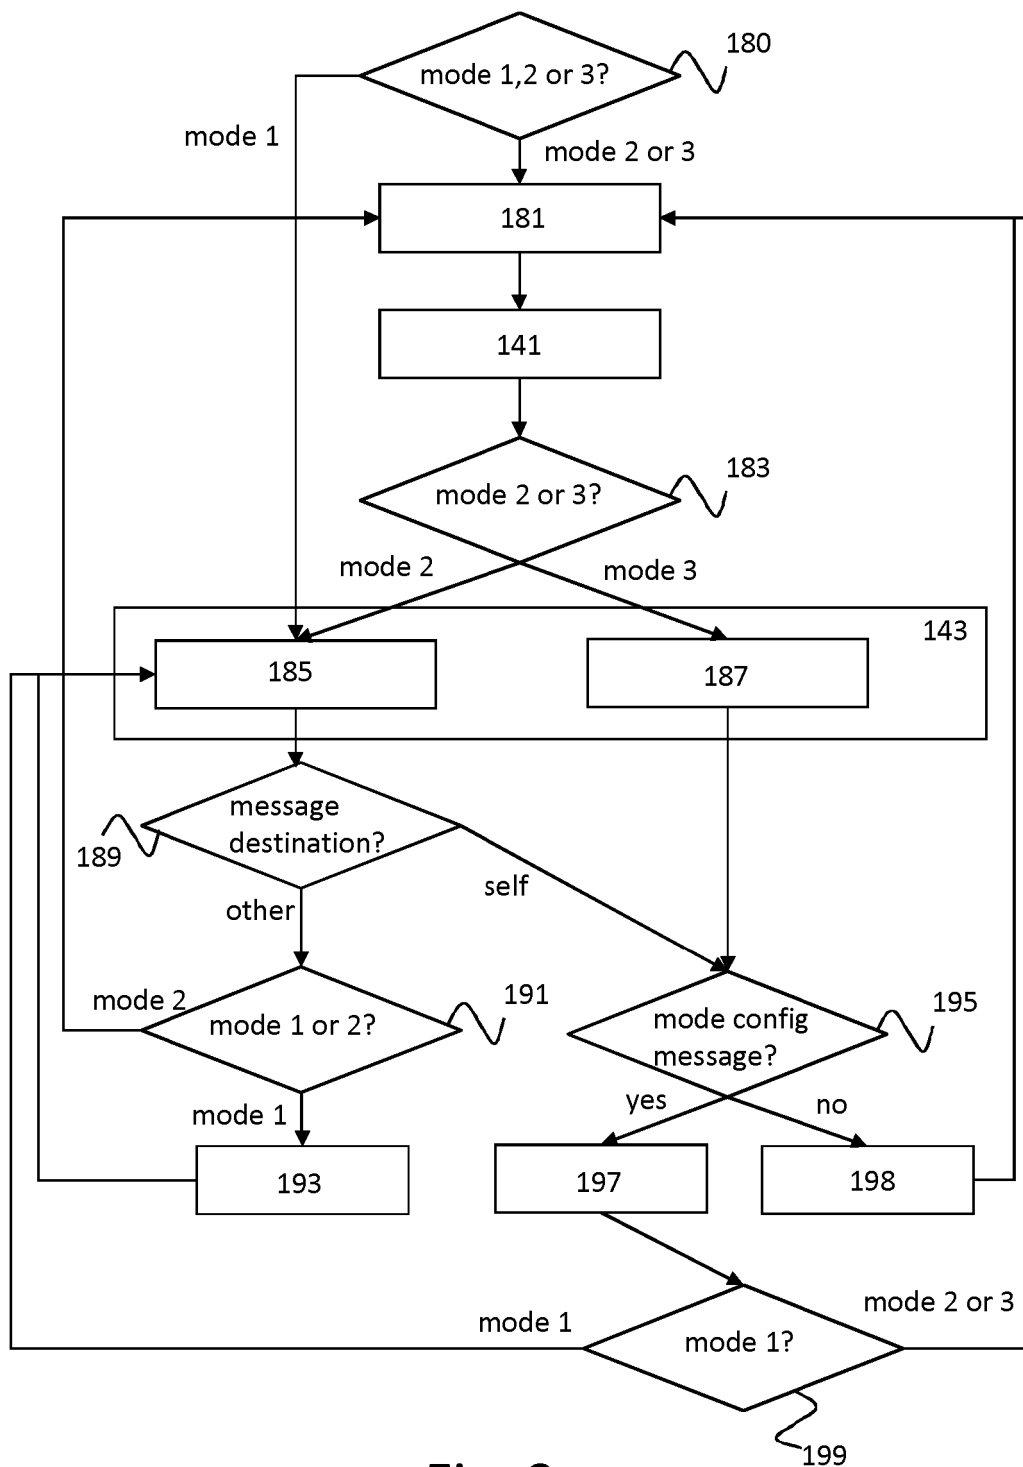 180
mode 1,2 or 3?
mode 1
mode 2 or 3
181
141
183
mode 2 or 3?
mode 2
mode 3
143
185
187
message
destination?
189
self
other
191
mode 2
mode 1 or 2?
195
mode config
message?
mode 1
yes
no
193
197
198
mode 2 or 3
mode 1
mode 1?
199